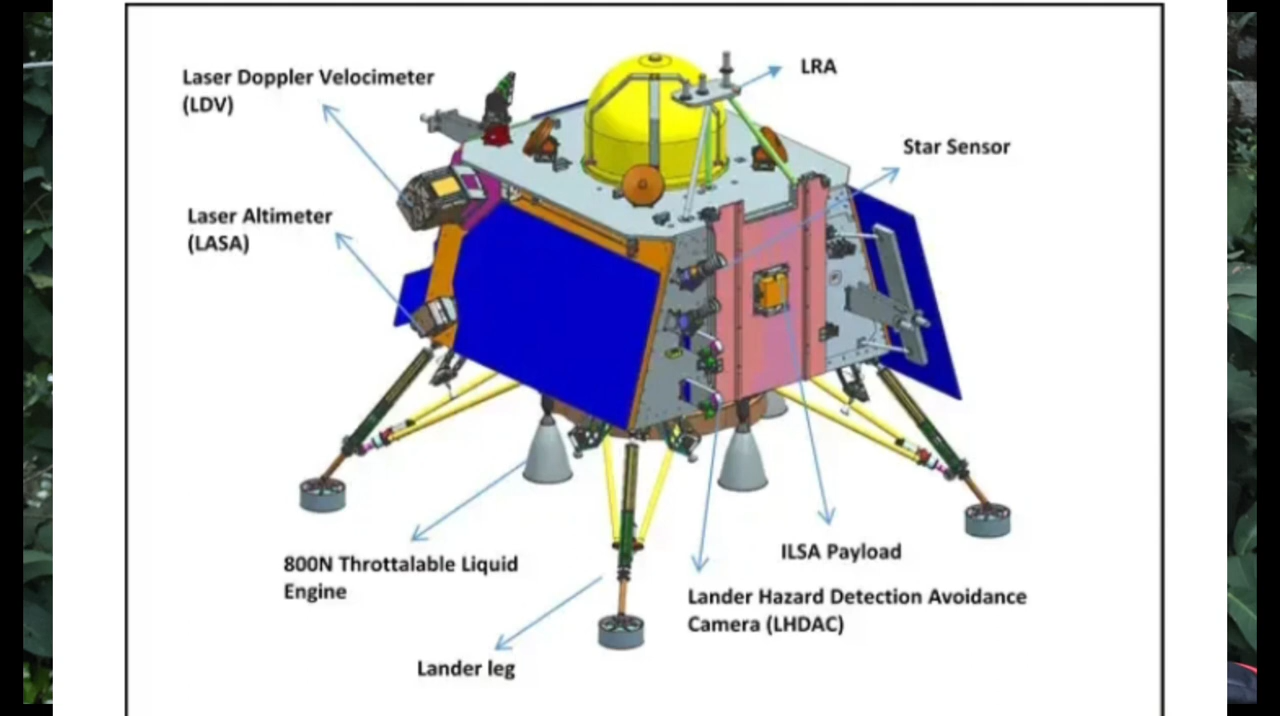 Laser Doppler Velocimeter
(LDV)
LRA
Star Sensor
Laser Altimeter
(LASA)
800N Throttalable Liquid
Engine
ILSA Payload
Lander Hazard Detection Avoidance
Camera (LHDAC)
Lander leg